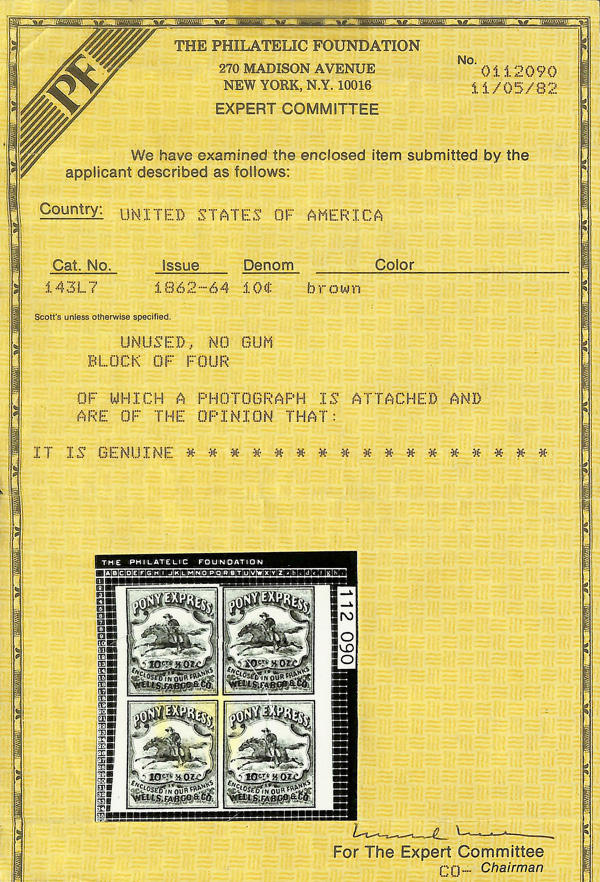 PF
THE PHILATELIC FOUNDATION
270 MADISON AVENUE
NEW YORK, N.Y. 10016
EXPERT COMMITTEE
No. 0112090
11/05/82
We have examined the enclosed item submitted by the
applicant described as follows:
Country: UNITED STATES OF AMERICA
Cat. No. Issue Denom Color
143L7 1862-64 10¢ brown
Scott's unless otherwise specified.
UNUSED, NO GUM
BLOCK OF FOUR
OF WHICH A PHOTOGRAPH IS ATTACHED AND
ARE OF THE OPINION THAT:
IT IS GENUINE * * * * * * * * * * * * * * * * *
THE PHILATELIC FOUNDATION
ABCDEFGHIJKLMNOPQRSTUVWXYZ
112 090
PONY EXPRESS PONY EXPRESS
10 CTS ½ OZ. 10 CTS ½ OZ.
ENCLOSED IN OUR FRANKS ENCLOSED IN OUR FRANKS
WELLS, FARGO & CO. WELLS, FARGO & CO.
PONY EXPRESS PONY EXPRESS
10 CTS ½ OZ. 10 CTS ½ OZ.
ENCLOSED IN OUR FRANKS ENCLOSED IN OUR FRANKS
WELLS, FARGO & CO. WELLS, FARGO & CO.
For The Expert Committee
CO- Chairman